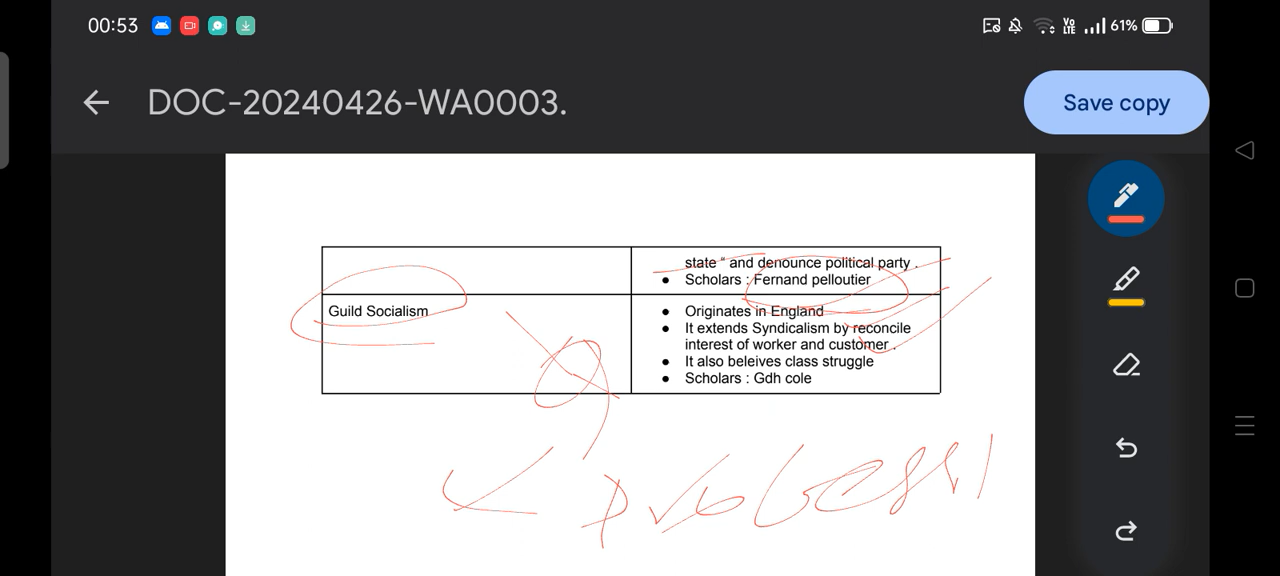 00:53
VoLTE 61%
DOC-20240426-WA0003.
Save copy
state “ and denounce political party .
● Scholars : Fernand pelloutier
Guild Socialism
● Originates in England
● It extends Syndicalism by reconcile
interest of worker and customer .
● It also beleives class struggle
● Scholars : Gdh cole